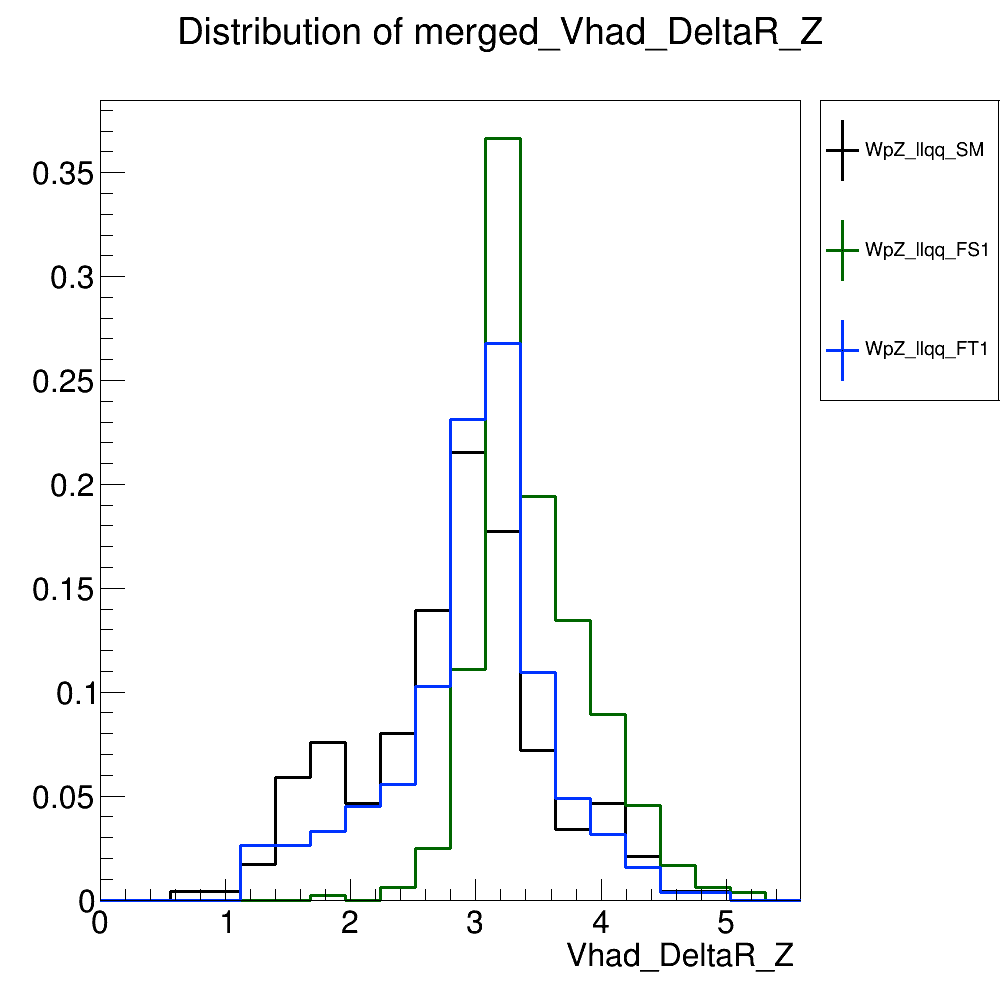 Distribution of merged_Vhad_DeltaR_Z
WpZ_llqq_SM
WpZ_llqq_FS1
WpZ_llqq_FT1
0.35
0.3
0.25
0.2
0.15
0.1
0.05
0
0 1 2 3 4 5
Vhad_DeltaR_Z